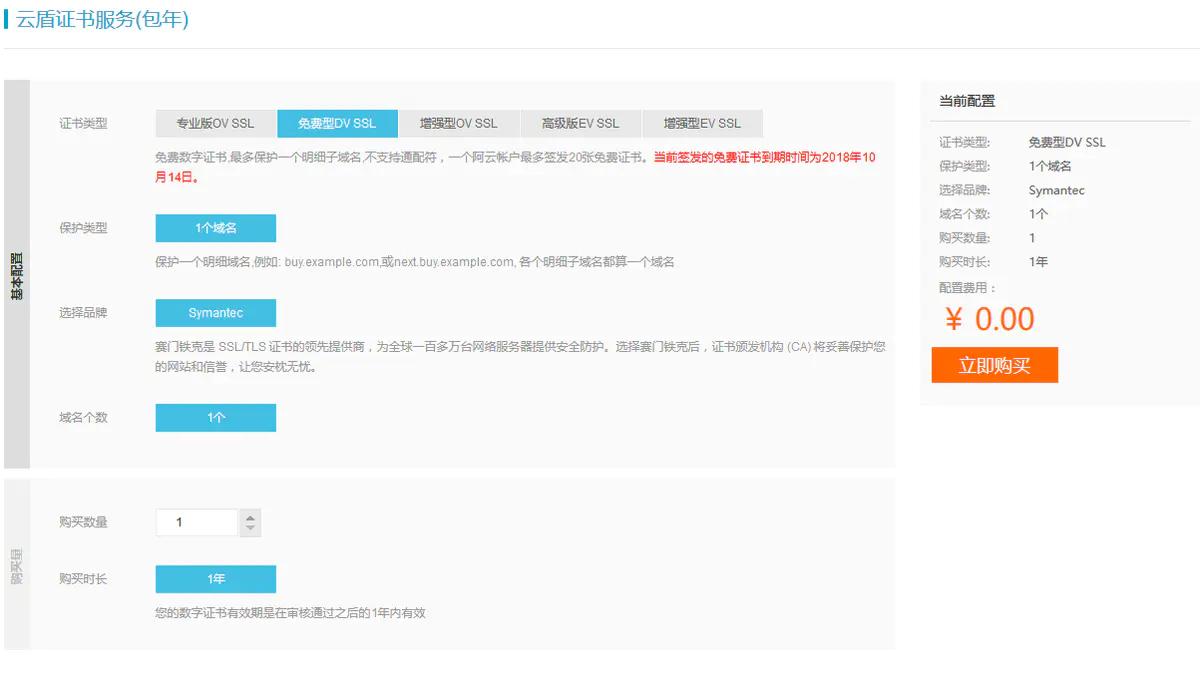 云盾证书服务(包年)
基本配置
证书类型
专业版OV SSL
免费型DV SSL
增强型OV SSL
高级版EV SSL
增强型EV SSL
免费数字证书,最多保护一个明细子域名,不支持通配符，一个阿云帐户最多签发20张免费证书。当前签发的免费证书到期时间为2018年10
月14日。
保护类型
1个域名
保护一个明细域名,例如: buy.example.com,或next.buy.example.com, 各个明细子域名都算一个域名
选择品牌
Symantec
赛门铁克是 SSL/TLS 证书的领先提供商，为全球一百多万台网络服务器提供安全防护。选择赛门铁克后，证书颁发机构 (CA) 将妥善保护您
的网站和信誉，让您安枕无忧。
域名个数
1个
购买量
购买数量
1
购买时长
1年
您的数字证书有效期是在审核通过之后的1年内有效
当前配置
证书类型: 免费型DV SSL
保护类型: 1个域名
选择品牌: Symantec
域名个数: 1个
购买数量: 1
购买时长: 1年
配置费用：
¥ 0.00
立即购买